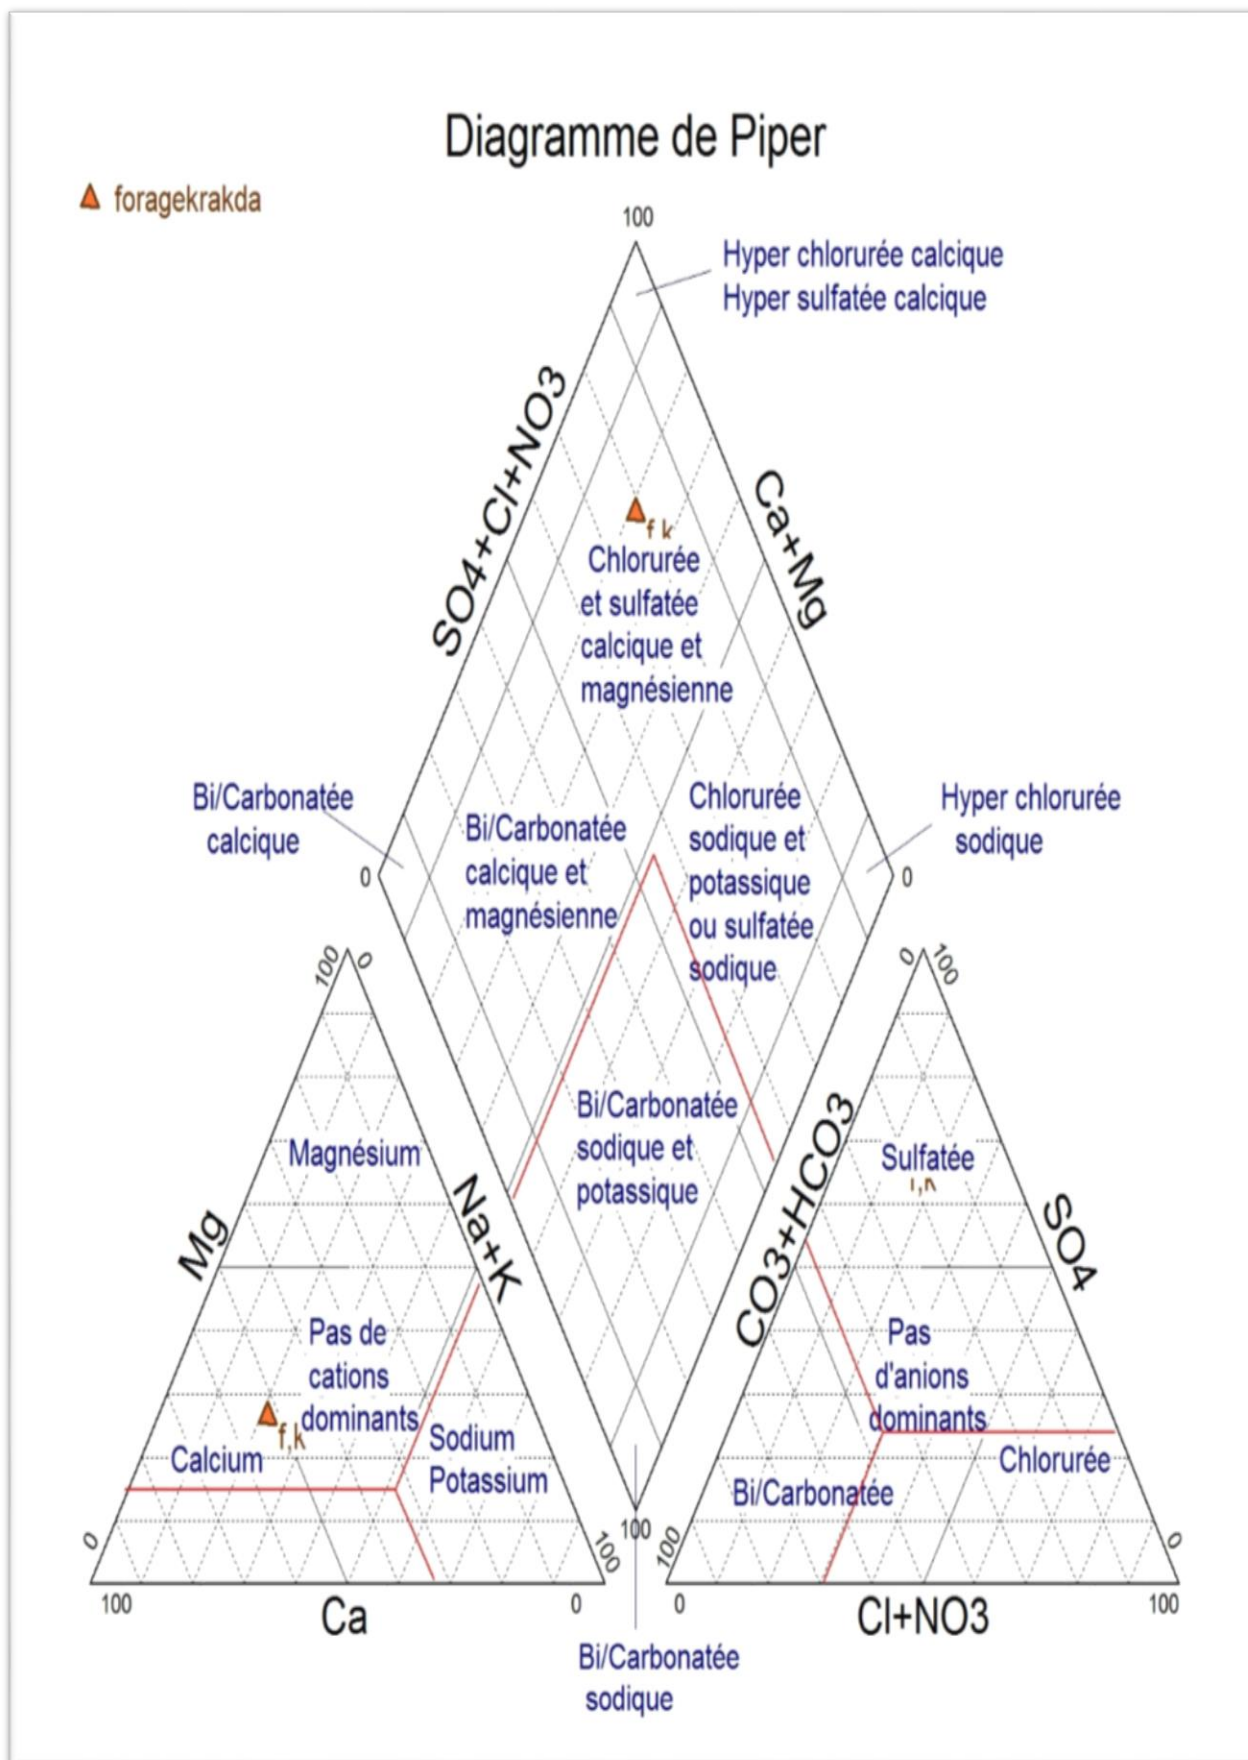 Diagramme de Piper
foragekrakda
100
Hyper chlorurée calcique
Hyper sulfatée calcique
SO4+Cl+NO3
Ca+Mg
f,k
Chlorurée
et sulfatée
calcique et
magnésienne
Bi/Carbonatée
calcique
Bi/Carbonatée
calcique et
magnésienne
Chlorurée
sodique et
potassique
ou sulfatée
sodique
Hyper chlorurée
sodique
0
0
100
0
0
100
Magnésium
Mg
Na+K
Bi/Carbonatée
sodique et
potassique
CO3+HCO3
Sulfatée
SO4
Pas de
cations
dominants
f,k
Calcium
Sodium
Potassium
Pas
d'anions
dominants
Chlorurée
Bi/Carbonatée
0
100
100
100
0
100
Ca
0
0
Cl+NO3
100
Bi/Carbonatée
sodique